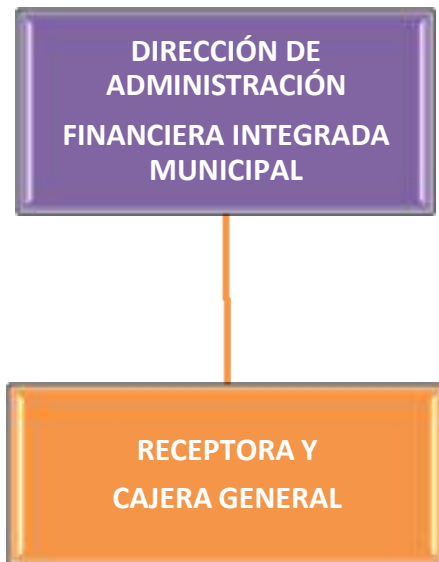 DIRECCIÓN DE
ADMINISTRACIÓN
FINANCIERA INTEGRADA
MUNICIPAL
RECEPTORA Y
CAJERA GENERAL